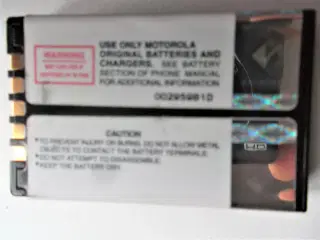 WARNING
USE ONLY MOTOROLA
ORIGINAL BATTERIES AND
CHARGERS. SEE BATTERY
SECTION OF PHONE MANUAL
FOR ADDITIONAL INFORMATION
CAUTION
•TO PREVENT INJURY OR BURNS, DO NOT ALLOW METAL
OBJECTS TO CONTACT THE BATTERY TERMINALS.
•DO NOT ATTEMPT TO DISASSEMBLE.
•KEEP THE BATTERY DRY.